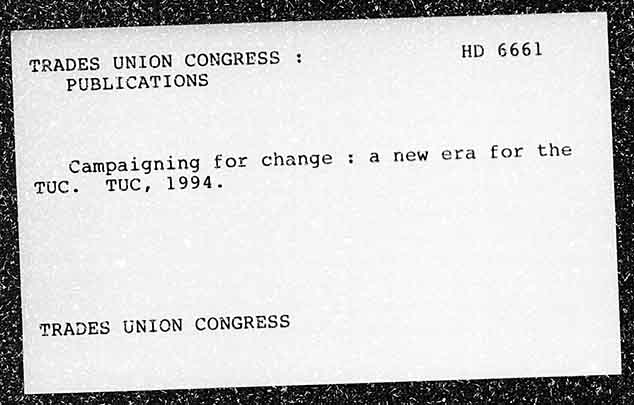 TRADES UNION CONGRESS :
PUBLICATIONS
HD 6661
Campaigning for change : a new era for the
TUC. TUC, 1994.
TRADES UNION CONGRESS